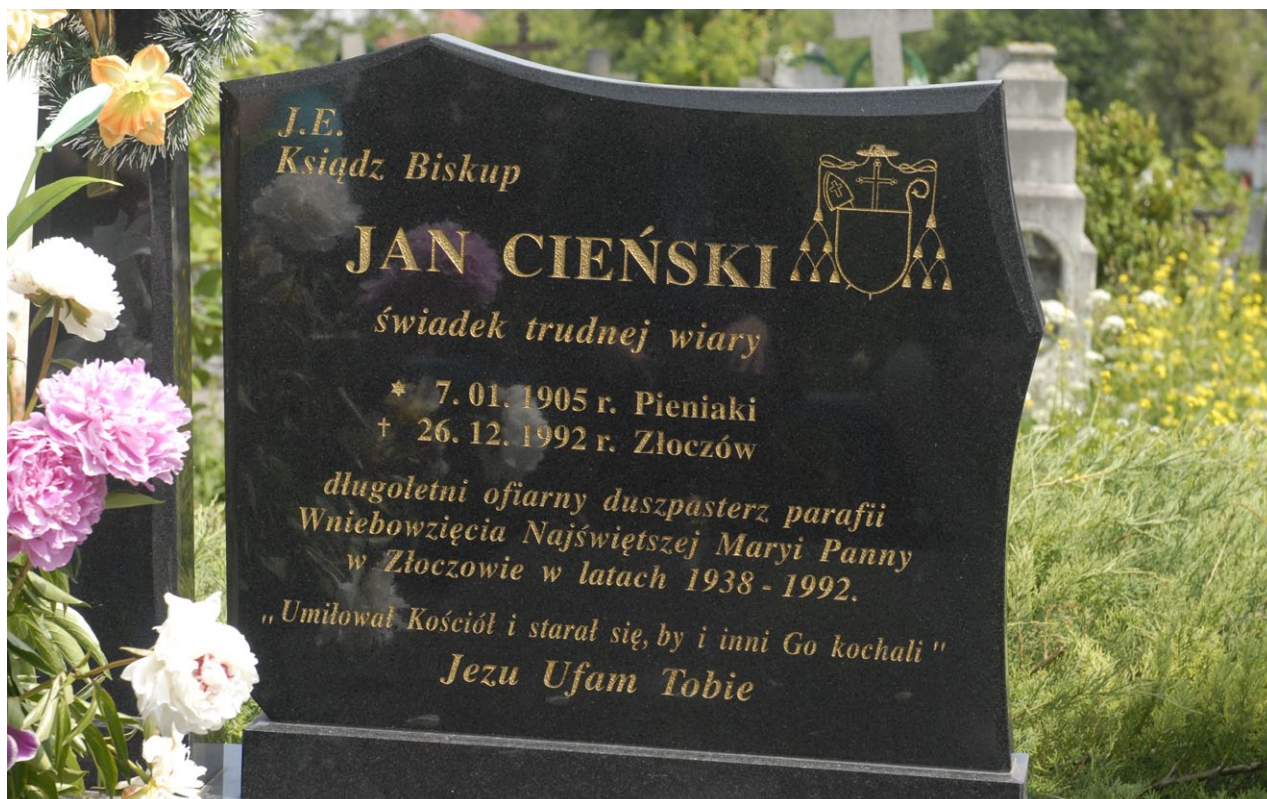 J.E.
Ksiądz Biskup
JAN CIEŃSKI
świadek trudnej wiary
* 7. 01. 1905 r. Pieniaki
† 26. 12. 1992 r. Złoczów
długoletni ofiarny duszpasterz parafii
Wniebowzięcia Najświętszej Maryi Panny
w Złoczowie w latach 1938 - 1992.
„Umiłował Kościół i starał się, by i inni Go kochali"
Jezu Ufam Tobie